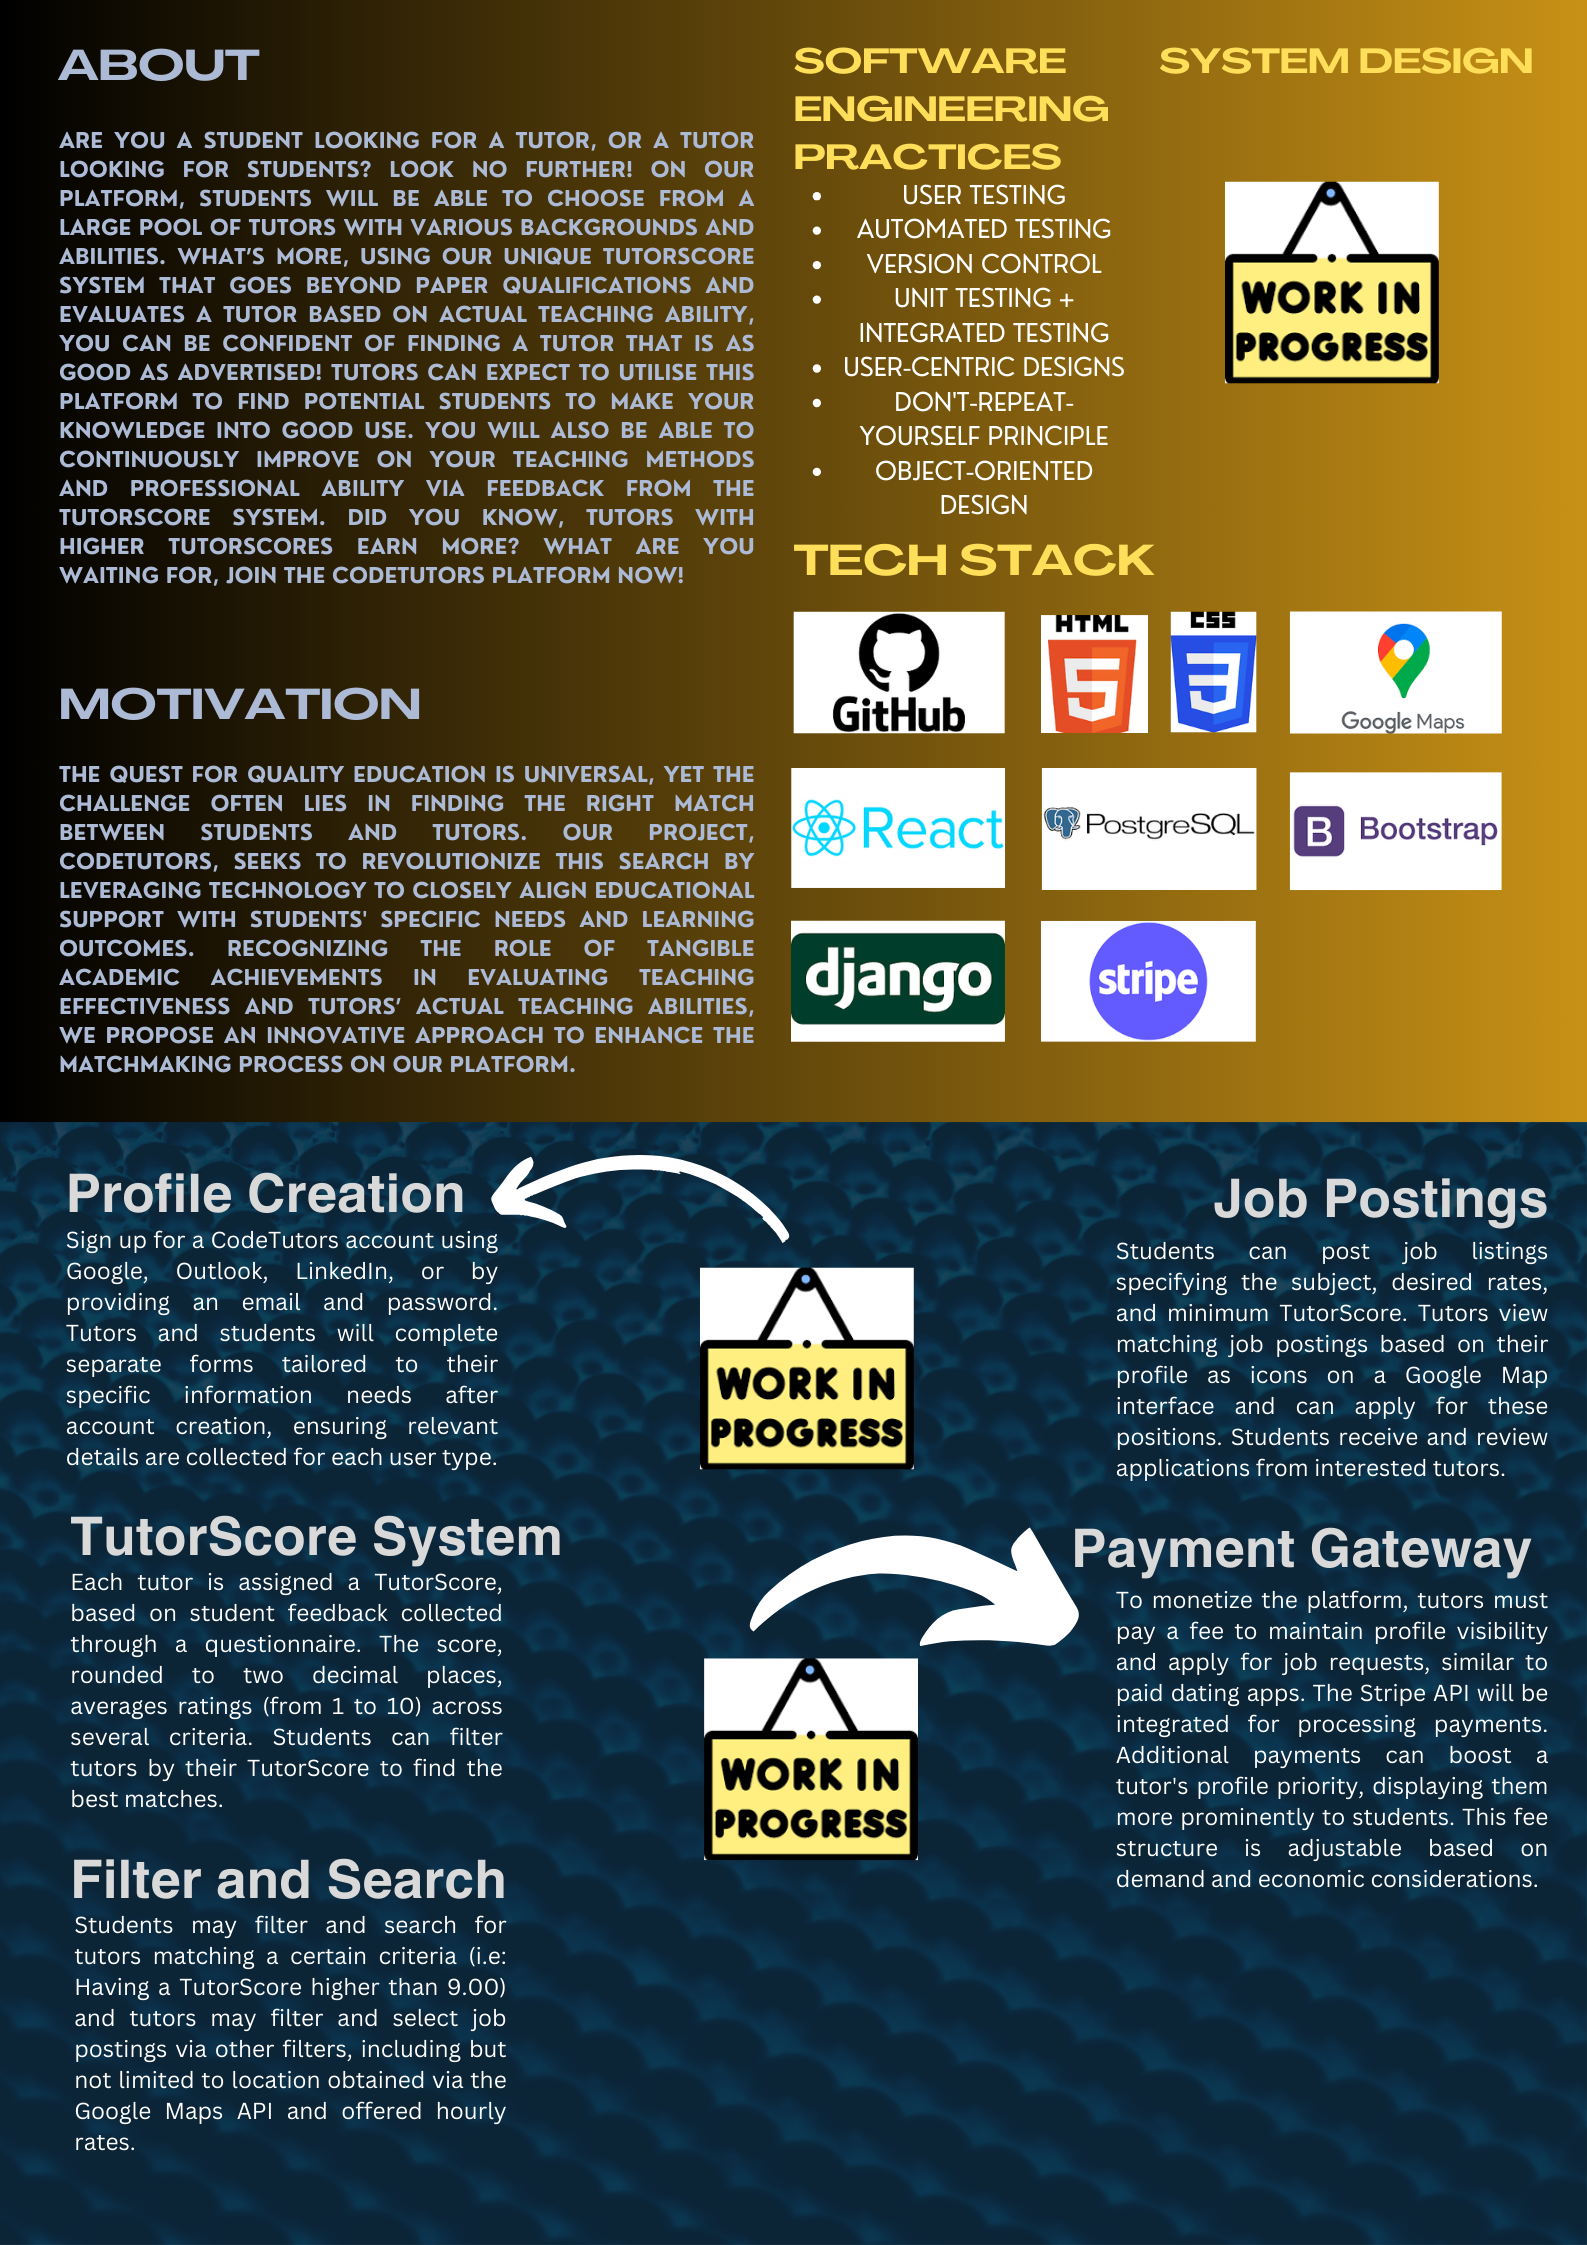 ABOUT
ARE YOU A STUDENT LOOKING FOR A TUTOR, OR A TUTOR
LOOKING FOR STUDENTS? LOOK NO FURTHER! ON OUR
PLATFORM, STUDENTS WILL BE ABLE TO CHOOSE FROM A
LARGE POOL OF TUTORS WITH VARIOUS BACKGROUNDS AND
ABILITIES. WHAT'S MORE, USING OUR UNIQUE TUTORSCORE
SYSTEM THAT GOES BEYOND PAPER QUALIFICATIONS AND
EVALUATES A TUTOR BASED ON ACTUAL TEACHING ABILITY,
YOU CAN BE CONFIDENT OF FINDING A TUTOR THAT IS AS
GOOD AS ADVERTISED! TUTORS CAN EXPECT TO UTILISE THIS
PLATFORM TO FIND POTENTIAL STUDENTS TO MAKE YOUR
KNOWLEDGE INTO GOOD USE. YOU WILL ALSO BE ABLE TO
CONTINUOUSLY IMPROVE ON YOUR TEACHING METHODS
AND PROFESSIONAL ABILITY VIA FEEDBACK FROM THE
TUTORSCORE SYSTEM. DID YOU KNOW, TUTORS WITH
HIGHER TUTORSCORES EARN MORE? WHAT ARE YOU
WAITING FOR, JOIN THE CODETUTORS PLATFORM NOW!
MOTIVATION
THE QUEST FOR QUALITY EDUCATION IS UNIVERSAL, YET THE
CHALLENGE OFTEN LIES IN FINDING THE RIGHT MATCH
BETWEEN STUDENTS AND TUTORS. OUR PROJECT,
CODETUTORS, SEEKS TO REVOLUTIONIZE THIS SEARCH BY
LEVERAGING TECHNOLOGY TO CLOSELY ALIGN EDUCATIONAL
SUPPORT WITH STUDENTS' SPECIFIC NEEDS AND LEARNING
OUTCOMES. RECOGNIZING THE ROLE OF TANGIBLE
ACADEMIC ACHIEVEMENTS IN EVALUATING TEACHING
EFFECTIVENESS AND TUTORS' ACTUAL TEACHING ABILITIES,
WE PROPOSE AN INNOVATIVE APPROACH TO ENHANCE THE
MATCHMAKING PROCESS ON OUR PLATFORM.
SOFTWARE
ENGINEERING
PRACTICES
• USER TESTING
• AUTOMATED TESTING
• VERSION CONTROL
• UNIT TESTING +
INTEGRATED TESTING
• USER-CENTRIC DESIGNS
• DON'T-REPEAT-
YOURSELF PRINCIPLE
• OBJECT-ORIENTED
DESIGN
SYSTEM DESIGN
WORK IN
PROGRESS
TECH STACK
GitHub
HTML
5
CSS
3
Google Maps
React
PostgreSQL
B Bootstrap
django
stripe
Profile Creation
Sign up for a CodeTutors account using
Google, Outlook, LinkedIn, or by
providing an email and password.
Tutors and students will complete
separate forms tailored to their
specific information needs after
account creation, ensuring relevant
details are collected for each user type.
TutorScore System
Each tutor is assigned a TutorScore,
based on student feedback collected
through a questionnaire. The score,
rounded to two decimal places,
averages ratings (from 1 to 10) across
several criteria. Students can filter
tutors by their TutorScore to find the
best matches.
Filter and Search
Students may filter and search for
tutors matching a certain criteria (i.e:
Having a TutorScore higher than 9.00)
and tutors may filter and select job
postings via other filters, including but
not limited to location obtained via the
Google Maps API and offered hourly
rates.
WORK IN
PROGRESS
WORK IN
PROGRESS
Job Postings
Students can post job listings
specifying the subject, desired rates,
and minimum TutorScore. Tutors view
matching job postings based on their
profile as icons on a Google Map
interface and can apply for these
positions. Students receive and review
applications from interested tutors.
Payment Gateway
To monetize the platform, tutors must
pay a fee to maintain profile visibility
and apply for job requests, similar to
paid dating apps. The Stripe API will be
integrated for processing payments.
Additional payments can boost a
tutor's profile priority, displaying them
more prominently to students. This fee
structure is adjustable based on
demand and economic considerations.